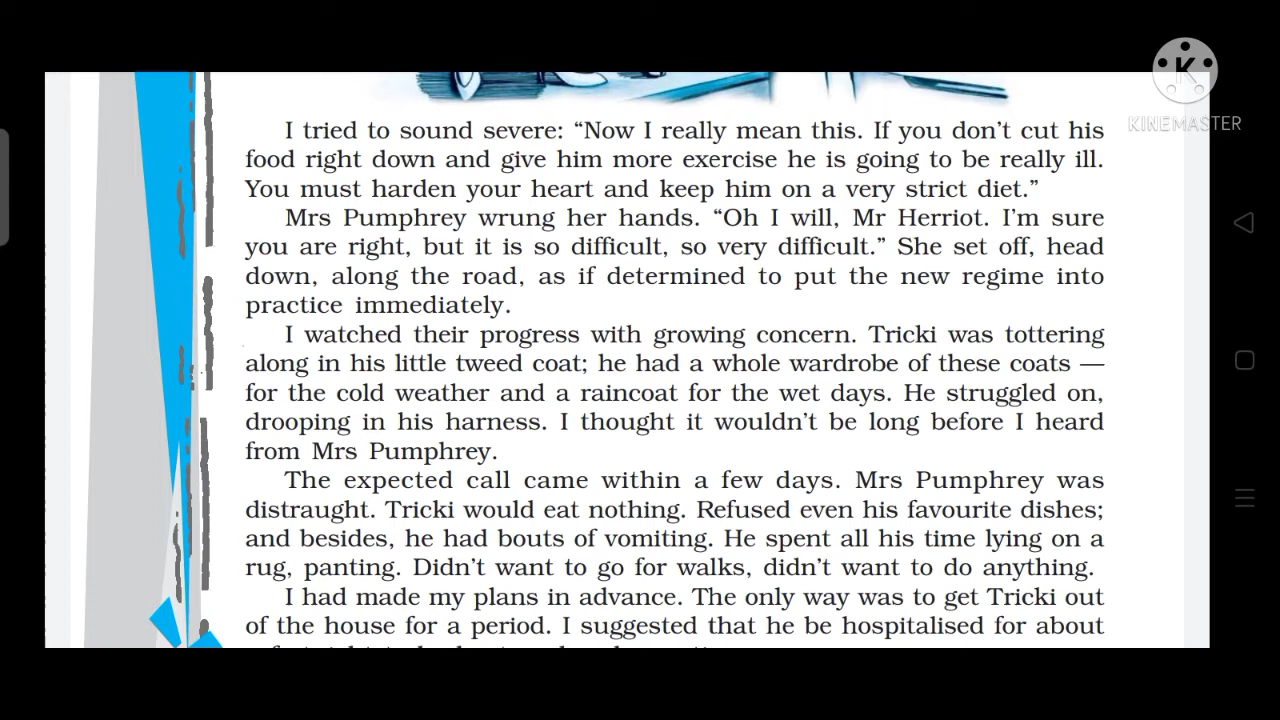 KINEMASTER
I tried to sound severe: “Now I really mean this. If you don’t cut his
food right down and give him more exercise he is going to be really ill.
You must harden your heart and keep him on a very strict diet.”
Mrs Pumphrey wrung her hands. “Oh I will, Mr Herriot. I’m sure
you are right, but it is so difficult, so very difficult.” She set off, head
down, along the road, as if determined to put the new regime into
practice immediately.
I watched their progress with growing concern. Tricki was tottering
along in his little tweed coat; he had a whole wardrobe of these coats —
for the cold weather and a raincoat for the wet days. He struggled on,
drooping in his harness. I thought it wouldn’t be long before I heard
from Mrs Pumphrey.
The expected call came within a few days. Mrs Pumphrey was
distraught. Tricki would eat nothing. Refused even his favourite dishes;
and besides, he had bouts of vomiting. He spent all his time lying on a
rug, panting. Didn’t want to go for walks, didn’t want to do anything.
I had made my plans in advance. The only way was to get Tricki out
of the house for a period. I suggested that he be hospitalised for about